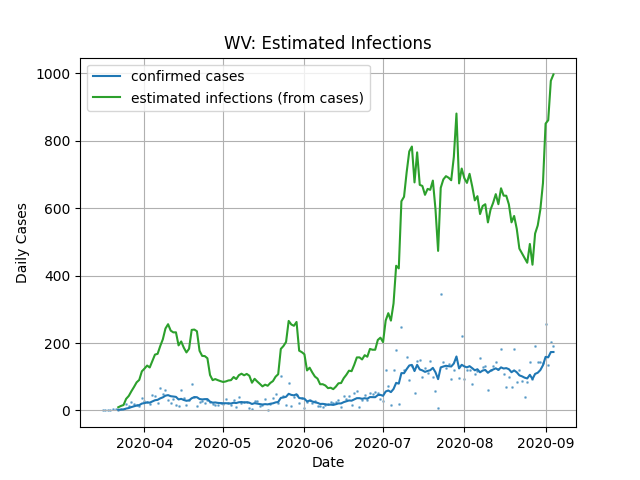 WV: Estimated Infections
confirmed cases
estimated infections (from cases)
1000
800
600
400
200
0
Daily Cases
2020-04 2020-05 2020-06 2020-07 2020-08 2020-09
Date